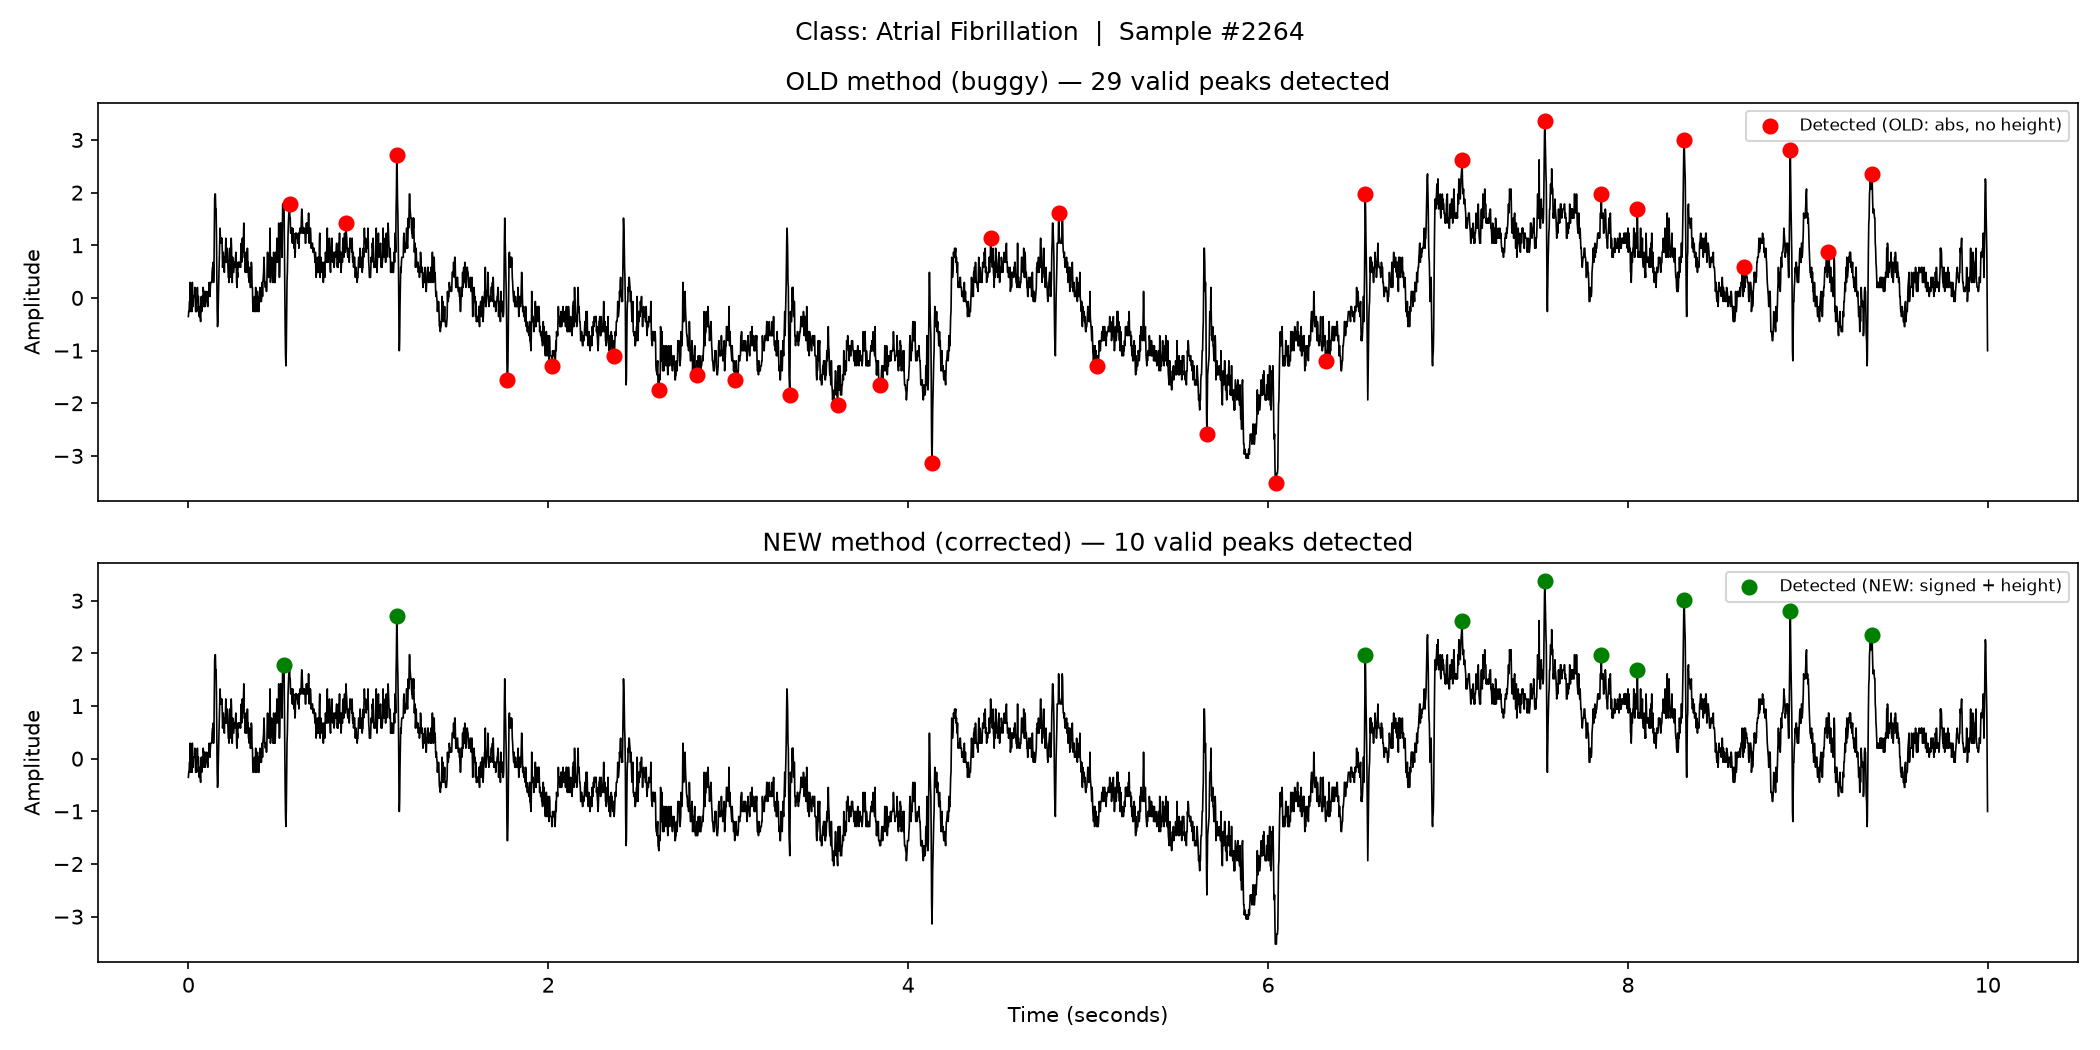 Class: Atrial Fibrillation | Sample #2264
OLD method (buggy) — 29 valid peaks detected
Detected (OLD: abs, no height)
Amplitude
3
2
1
0
−1
−2
−3
NEW method (corrected) — 10 valid peaks detected
Detected (NEW: signed + height)
Amplitude
3
2
1
0
−1
−2
−3
0 2 4 6 8 10
Time (seconds)